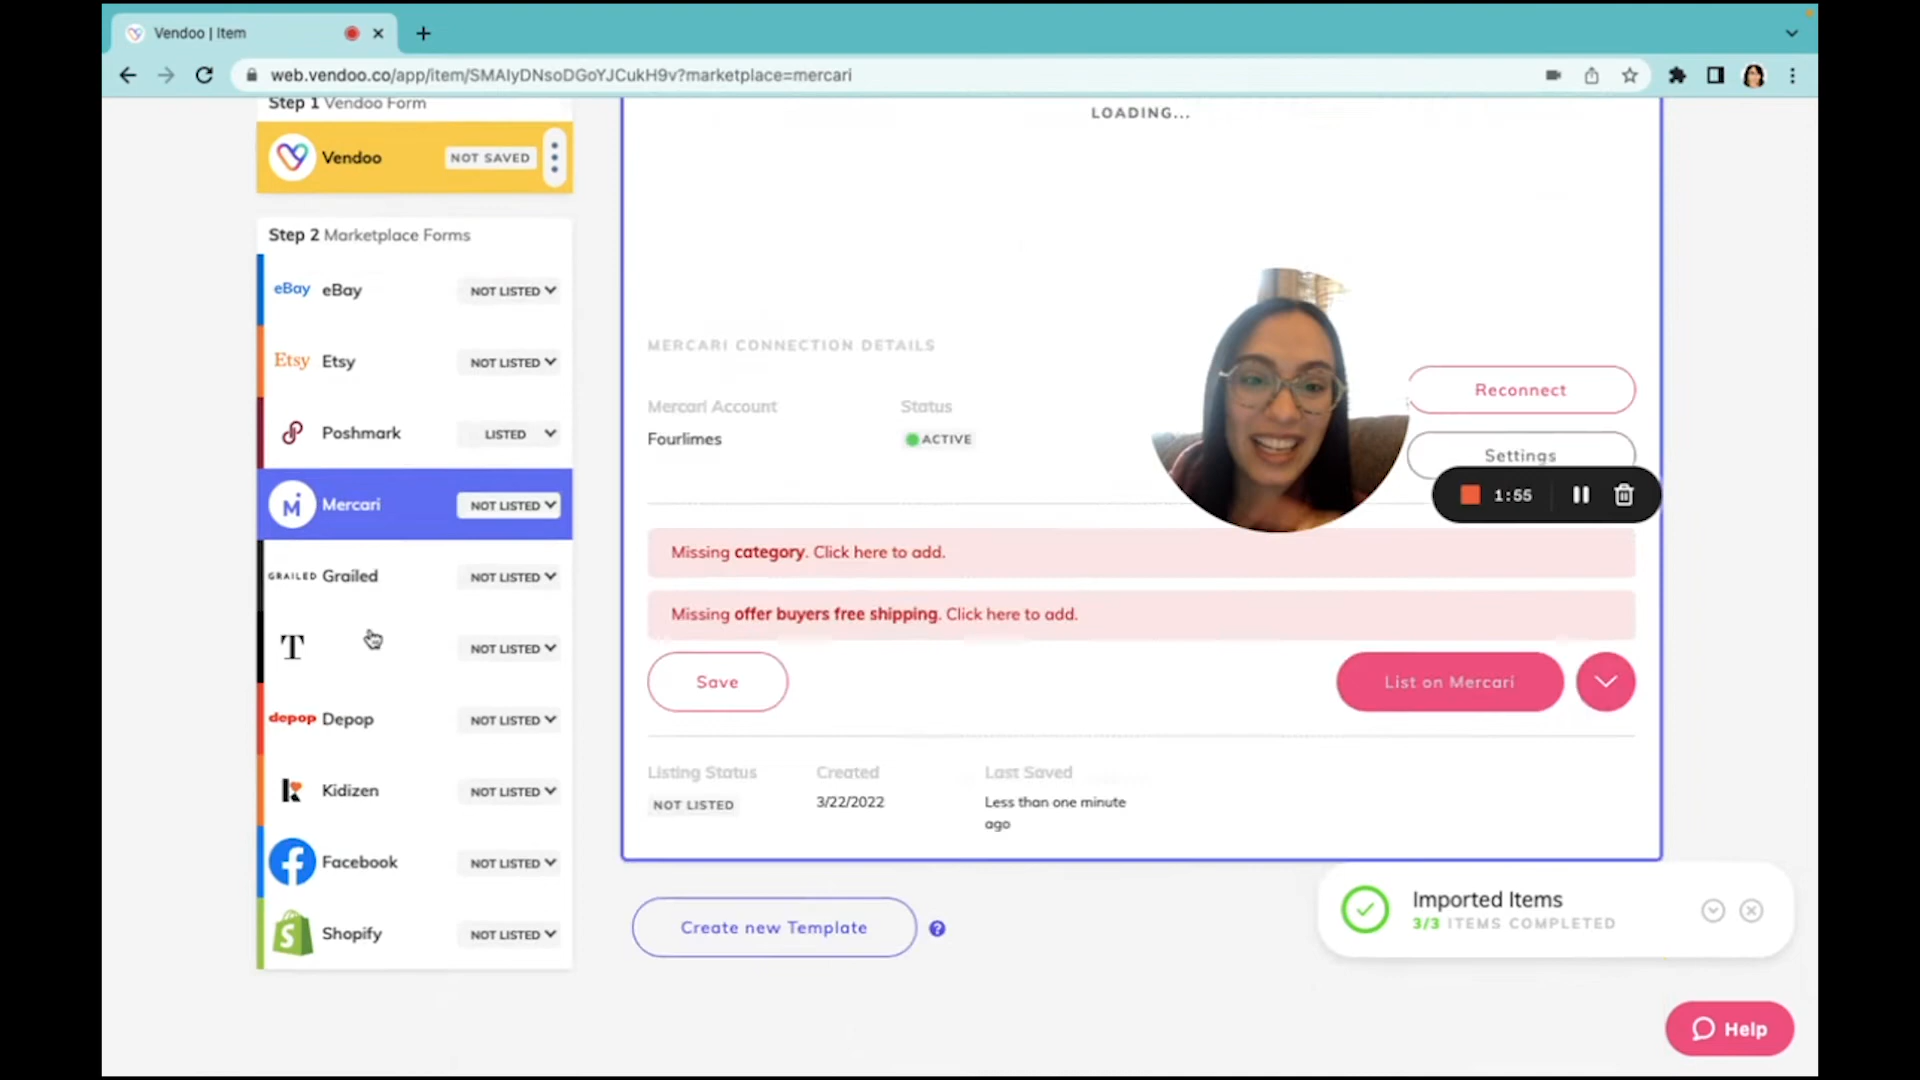 Vendoo | Item
web.vendoo.co/app/item/SMAlyDNsoDGoYJCukH9v?marketplace=mercari
Step 1 Vendoo Form
Vendoo NOT SAVED
Step 2 Marketplace Forms
eBay eBay NOT LISTED
Etsy Etsy NOT LISTED
Poshmark LISTED
Mercari NOT LISTED
GRAILED Grailed NOT LISTED
T NOT LISTED
depop Depop NOT LISTED
Kidizen NOT LISTED
Facebook NOT LISTED
Shopify NOT LISTED
LOADING...
MERCARI CONNECTION DETAILS
Mercari Account Status
Fourlimes ACTIVE
Reconnect
Settings
1:55
Missing category. Click here to add.
Missing offer buyers free shipping. Click here to add.
Save
List on Mercari
Listing Status Created Last Saved
NOT LISTED 3/22/2022 Less than one minute
ago
Create new Template ?
Imported Items
3/3 ITEMS COMPLETED
Help